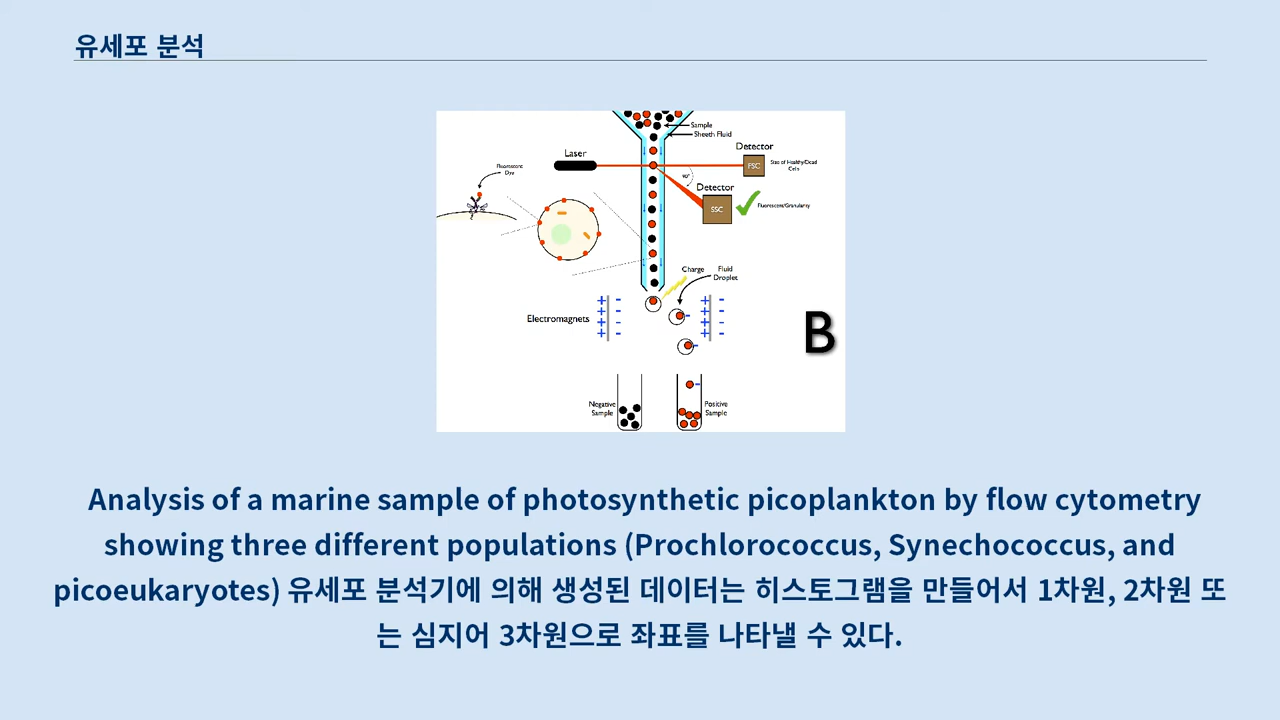 유세포 분석
Sample
Sheeth Fluid
Laser
Detector
FSC
Size of Healthy/Dead
Cells
Fluorescent
Dye
90°
Detector
SSC
Fluorescent/Granularity
Charge
Fluid
Droplet
Electromagnets
+ - + -
+ - + -
+ - + -
+ - + -
B
Negative
Sample
Positive
Sample
Analysis of a marine sample of photosynthetic picoplankton by flow cytometry
showing three different populations (Prochlorococcus, Synechococcus, and
picoeukaryotes) 유세포 분석기에 의해 생성된 데이터는 히스토그램을 만들어서 1차원, 2차원 또
는 심지어 3차원으로 좌표를 나타낼 수 있다.